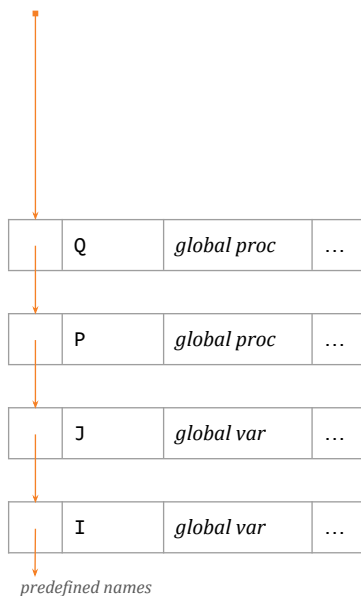 Q global proc ...
P global proc ...
J global var ...
I global var ...
predefined names